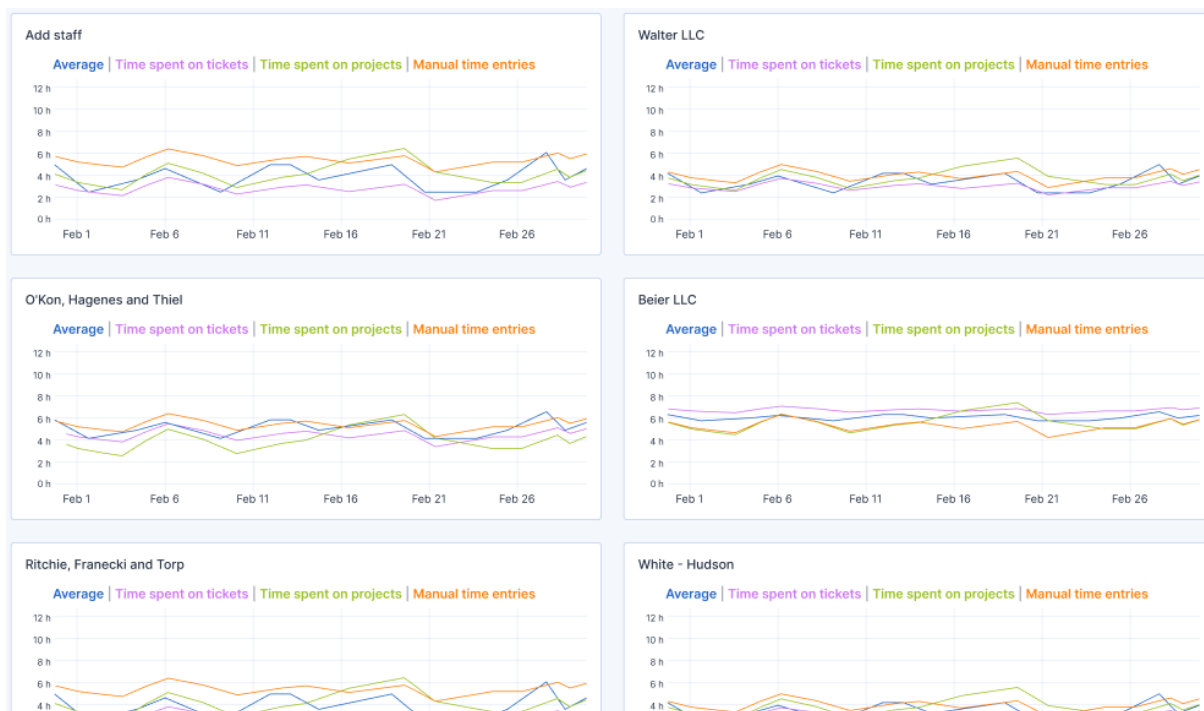 Add staff
Average | Time spent on tickets | Time spent on projects | Manual time entries
12 h
10 h
8 h
6 h
4 h
2 h
0 h
Feb 1 Feb 6 Feb 11 Feb 16 Feb 21 Feb 26
Walter LLC
Average | Time spent on tickets | Time spent on projects | Manual time entries
12 h
10 h
8 h
6 h
4 h
2 h
0 h
Feb 1 Feb 6 Feb 11 Feb 16 Feb 21 Feb 26
O'Kon, Hagenes and Thiel
Average | Time spent on tickets | Time spent on projects | Manual time entries
12 h
10 h
8 h
6 h
4 h
2 h
0 h
Feb 1 Feb 6 Feb 11 Feb 16 Feb 21 Feb 26
Beier LLC
Average | Time spent on tickets | Time spent on projects | Manual time entries
12 h
10 h
8 h
6 h
4 h
2 h
0 h
Feb 1 Feb 6 Feb 11 Feb 16 Feb 21 Feb 26
Ritchie, Franecki and Torp
Average | Time spent on tickets | Time spent on projects | Manual time entries
12 h
10 h
8 h
6 h
4 h
White - Hudson
Average | Time spent on tickets | Time spent on projects | Manual time entries
12 h
10 h
8 h
6 h
4 h